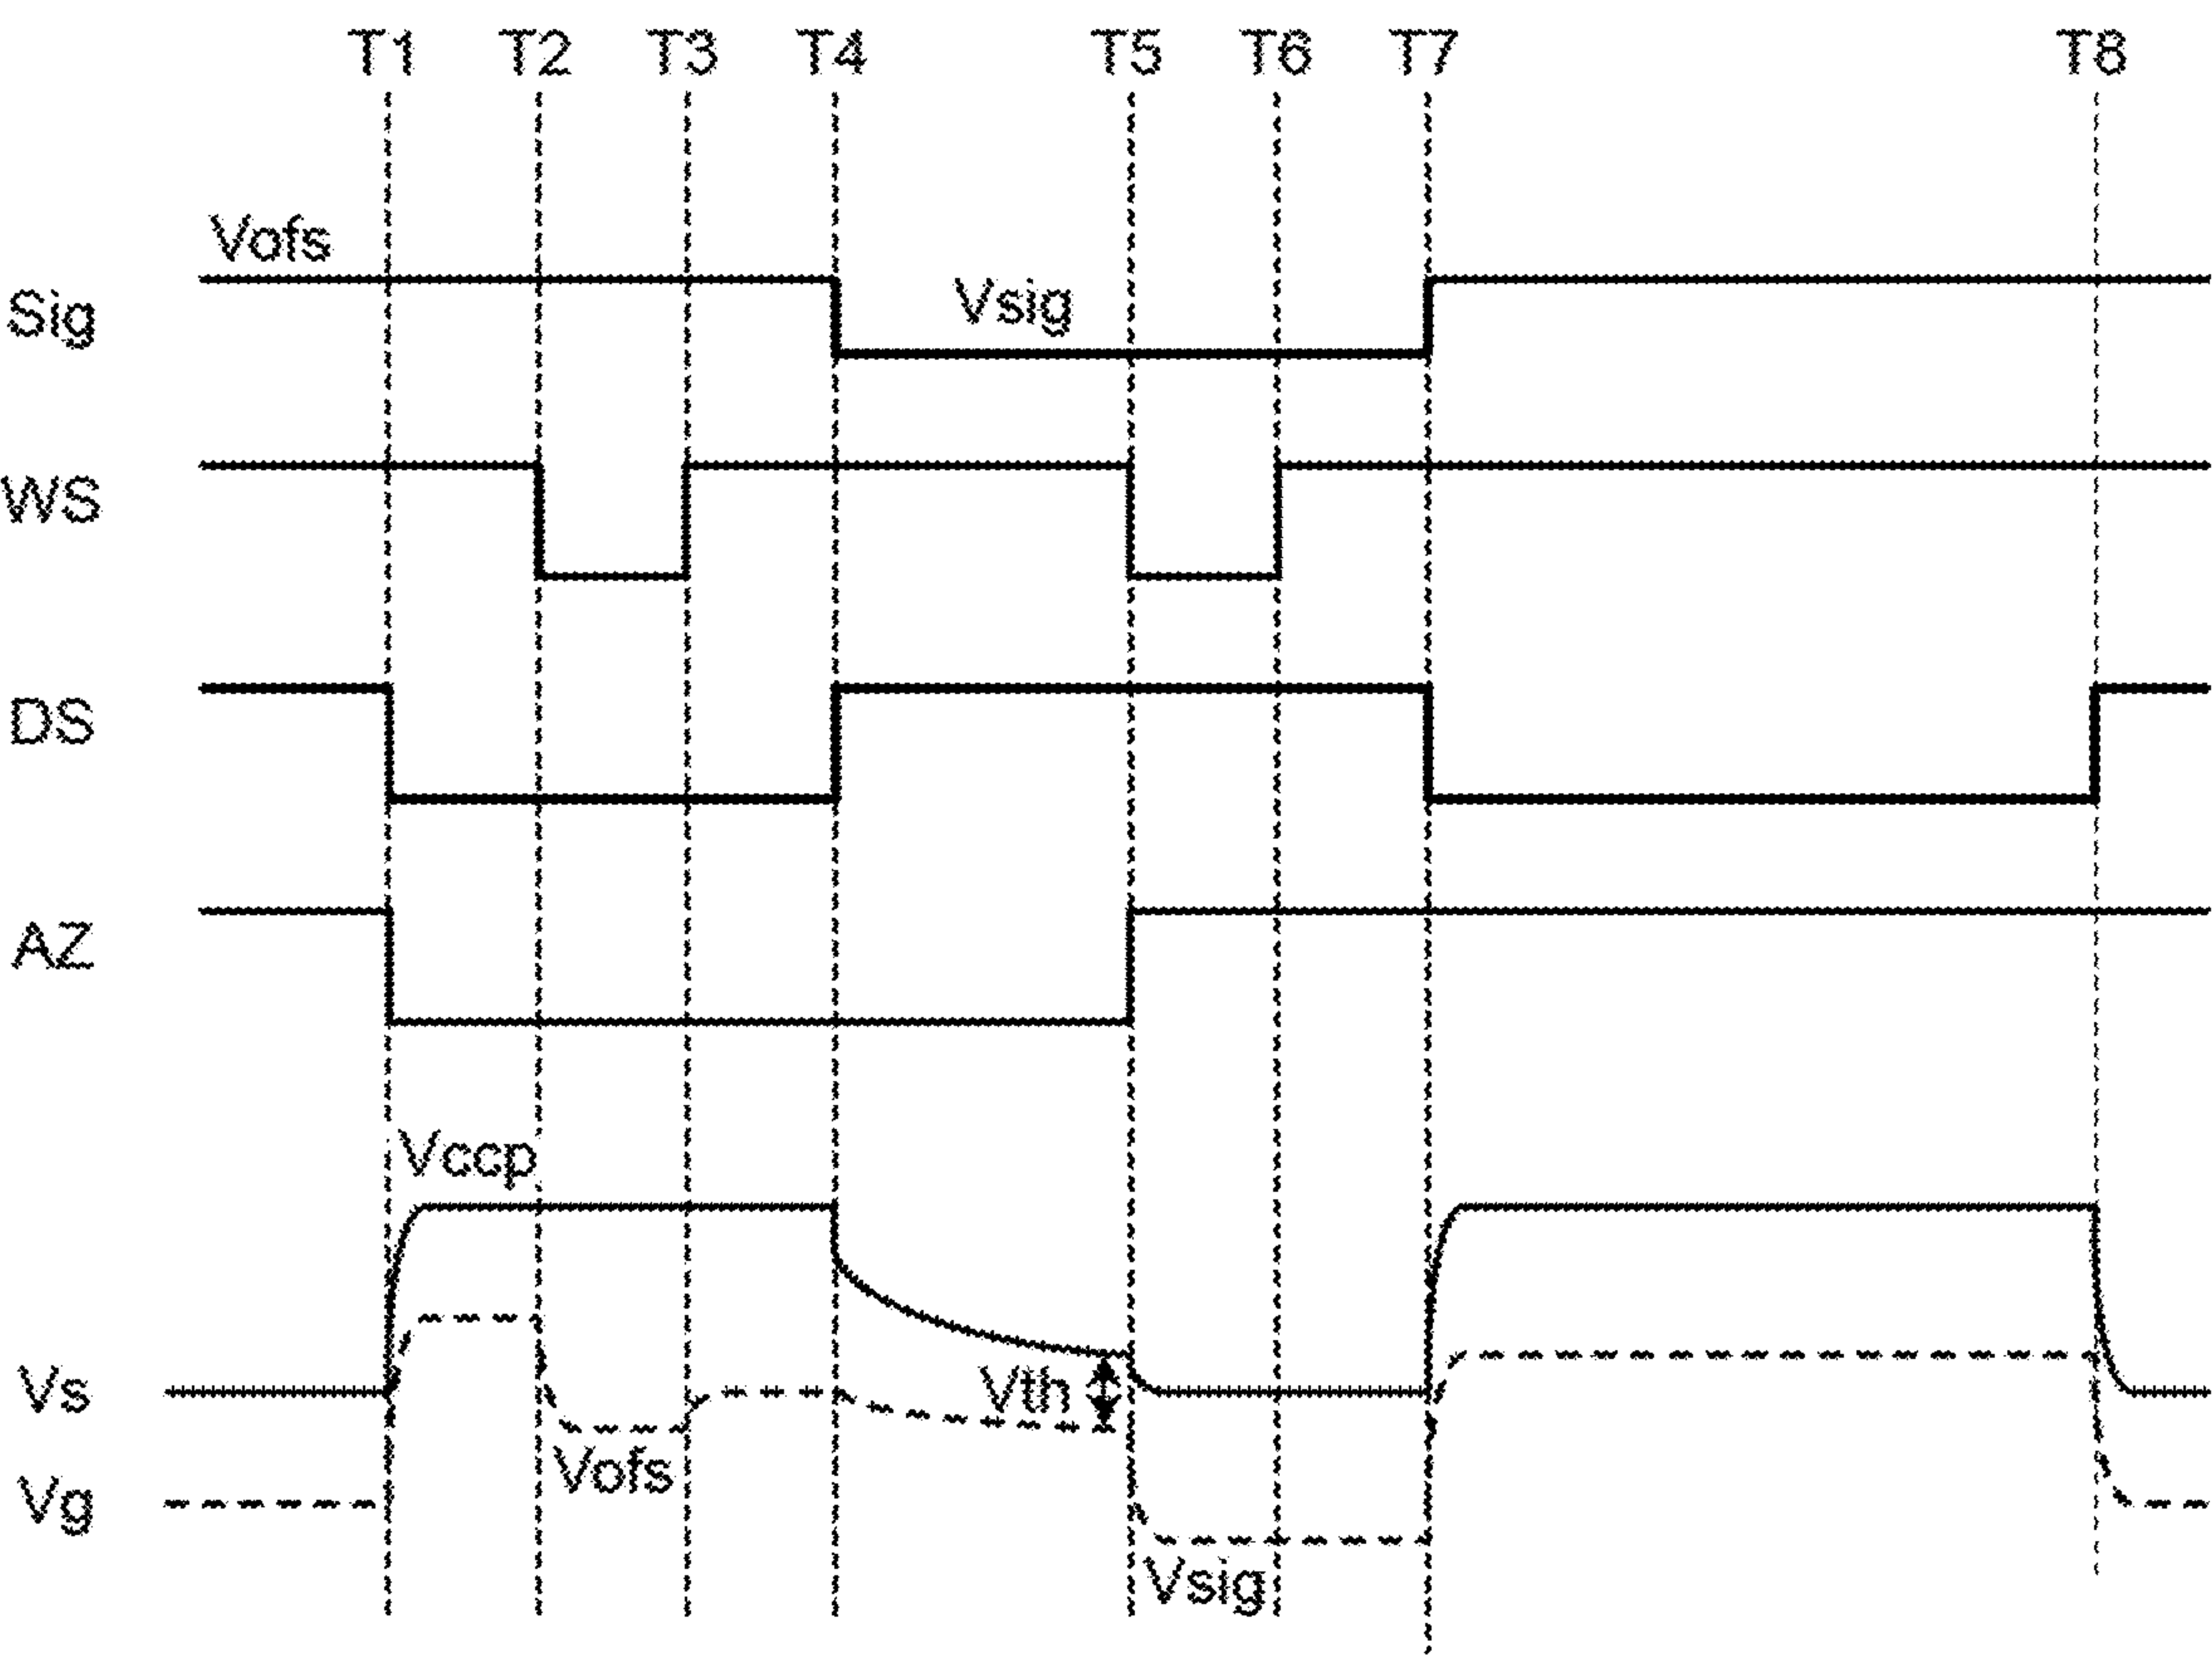 T1 T2 T3 T4 T5 T6 T7 T8
Vofs
Sig
Vsig
WS
DS
AZ
Vccp
Vs
Vth
Vofs
Vg
Vsig